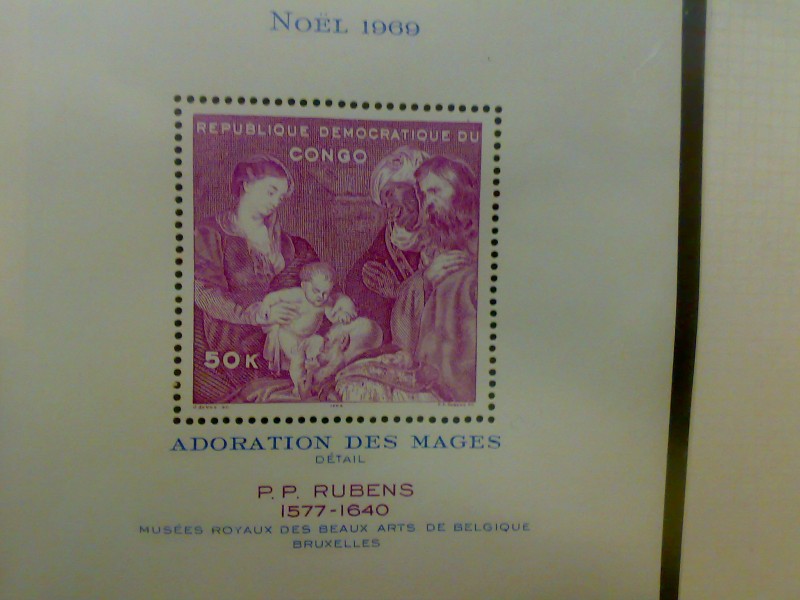 NOËL 1969
REPUBLIQUE DEMOCRATIQUE DU
CONGO
50K
ADORATION DES MAGES
DÉTAIL
P. P. RUBENS
1577-1640
MUSÉES ROYAUX DES BEAUX ARTS DE BELGIQUE
BRUXELLES